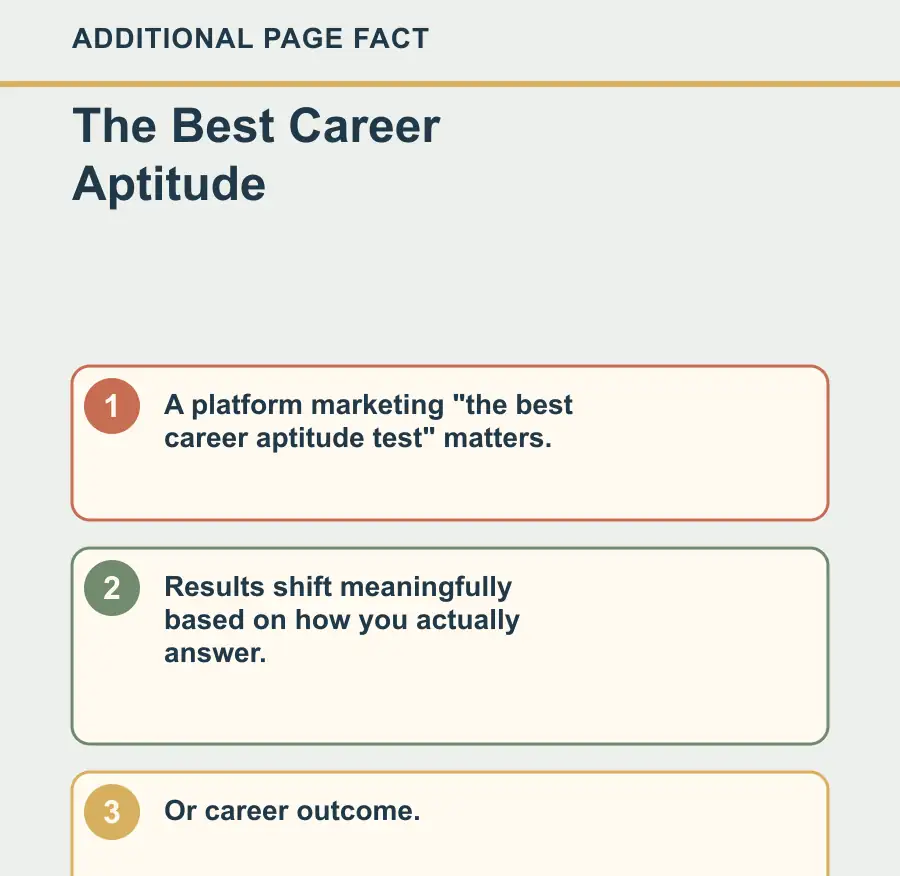 ADDITIONAL PAGE FACT
The Best Career
Aptitude
1
A platform marketing "the best
career aptitude test" matters.
2
Results shift meaningfully
based on how you actually
answer.
3
Or career outcome.